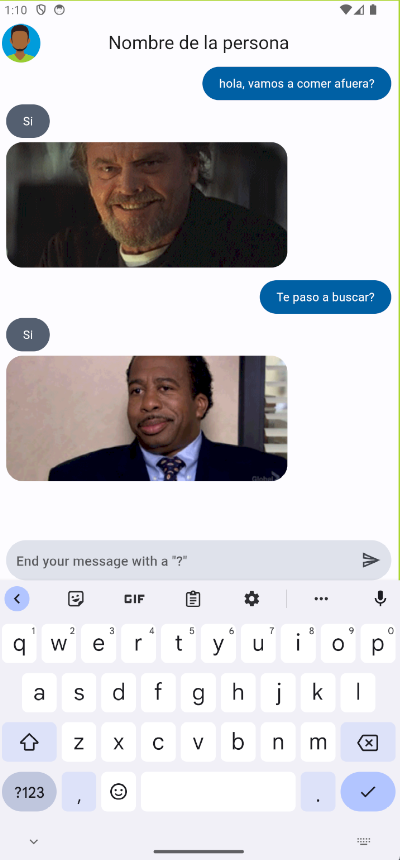 1:10
Nombre de la persona
hola, vamos a comer afuera?
Si
Te paso a buscar?
Si
End your message with a "?"
GIF
q1 w2 e3 r4 t5 y6 u7 i8 o9 p0
a s d f g h j k l
z x c v b n m
?123 , .